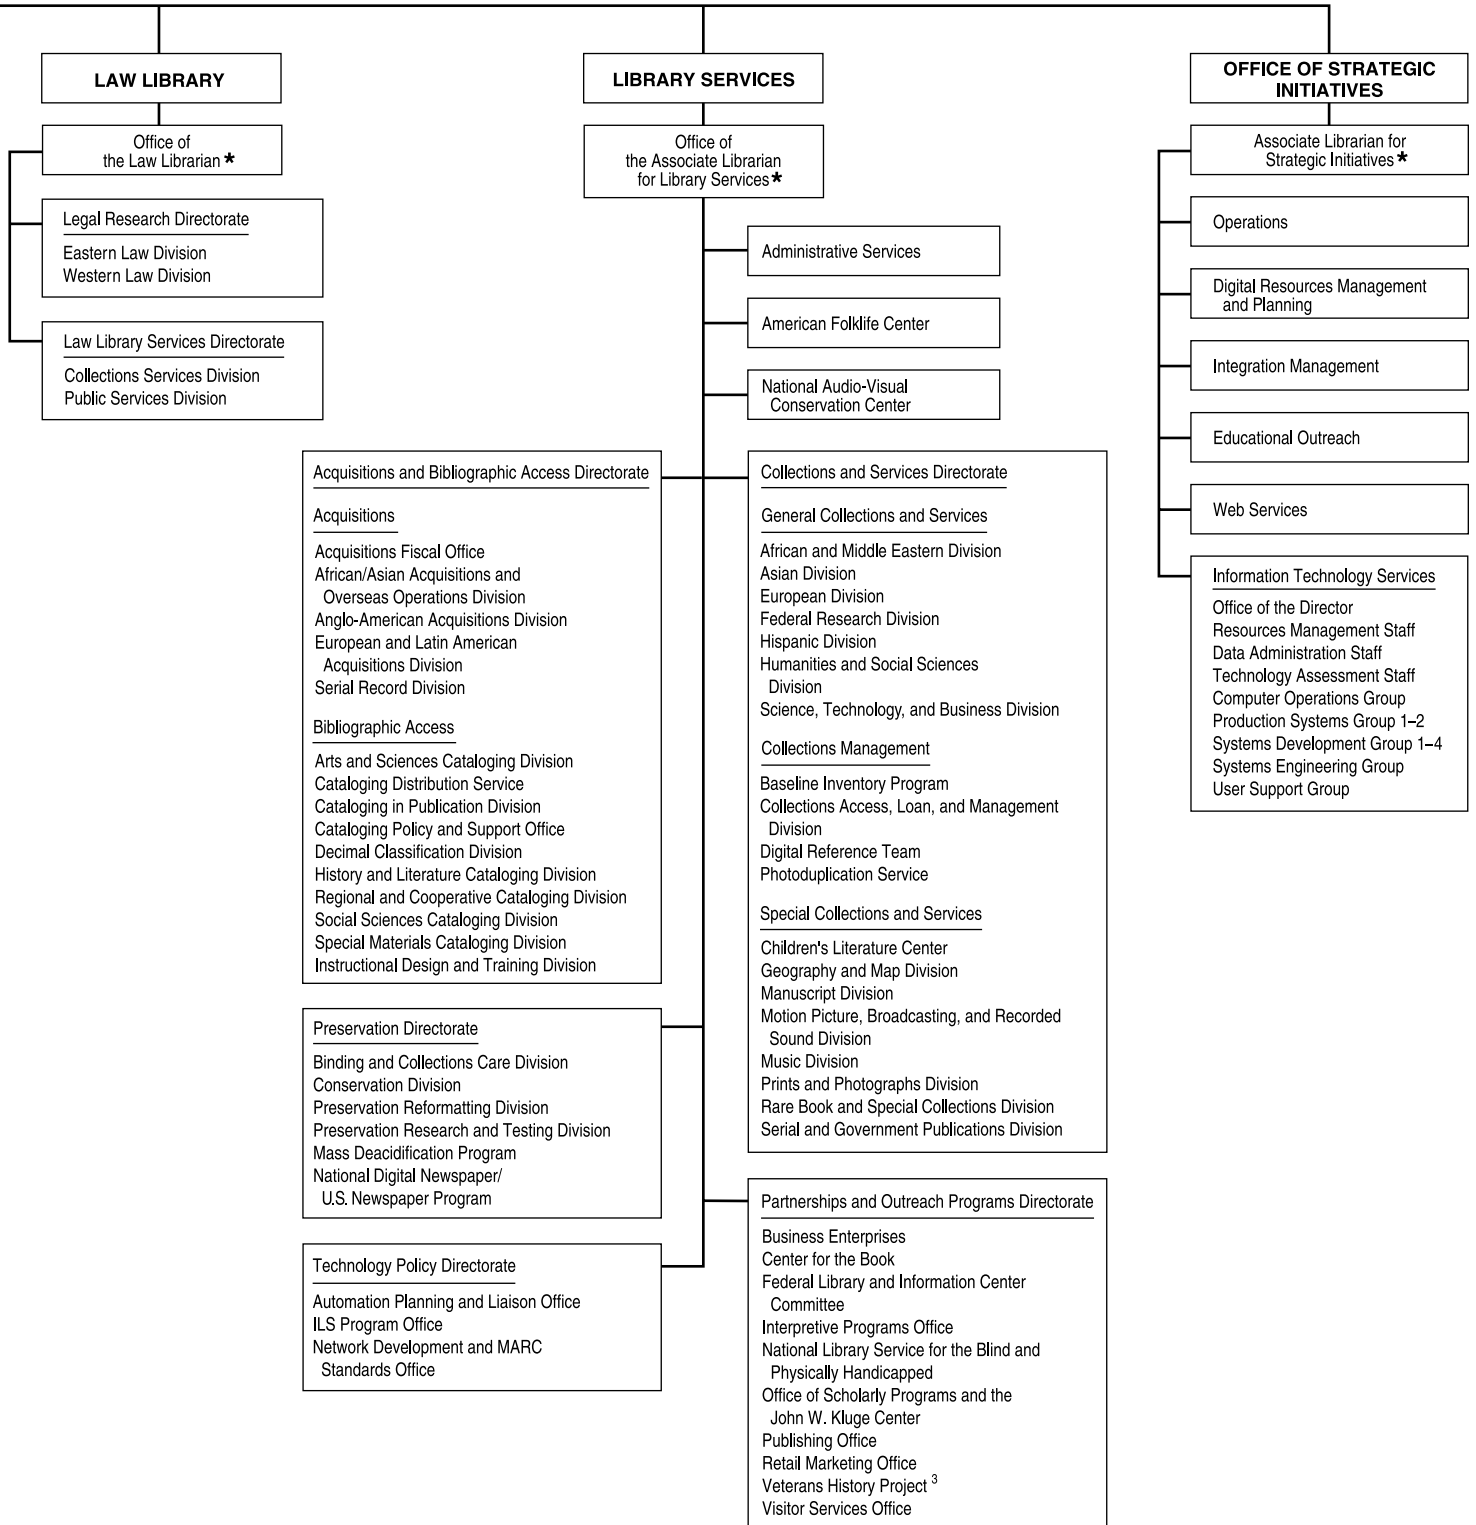 LAW LIBRARY
Office of
the Law Librarian *
Legal Research Directorate
Eastern Law Division
Western Law Division
Law Library Services Directorate
Collections Services Division
Public Services Division
LIBRARY SERVICES
Office of
the Associate Librarian
for Library Services *
Administrative Services
American Folklife Center
National Audio-Visual
Conservation Center
Acquisitions and Bibliographic Access Directorate
Acquisitions
Acquisitions Fiscal Office
African/Asian Acquisitions and
Overseas Operations Division
Anglo-American Acquisitions Division
European and Latin American
Acquisitions Division
Serial Record Division
Bibliographic Access
Arts and Sciences Cataloging Division
Cataloging Distribution Service
Cataloging in Publication Division
Cataloging Policy and Support Office
Decimal Classification Division
History and Literature Cataloging Division
Regional and Cooperative Cataloging Division
Social Sciences Cataloging Division
Special Materials Cataloging Division
Instructional Design and Training Division
Preservation Directorate
Binding and Collections Care Division
Conservation Division
Preservation Reformatting Division
Preservation Research and Testing Division
Mass Deacidification Program
National Digital Newspaper/
U.S. Newspaper Program
Technology Policy Directorate
Automation Planning and Liaison Office
ILS Program Office
Network Development and MARC
Standards Office
Collections and Services Directorate
General Collections and Services
African and Middle Eastern Division
Asian Division
European Division
Federal Research Division
Hispanic Division
Humanities and Social Sciences
Division
Science, Technology, and Business Division
Collections Management
Baseline Inventory Program
Collections Access, Loan, and Management
Division
Digital Reference Team
Photoduplication Service
Special Collections and Services
Children's Literature Center
Geography and Map Division
Manuscript Division
Motion Picture, Broadcasting, and Recorded
Sound Division
Music Division
Prints and Photographs Division
Rare Book and Special Collections Division
Serial and Government Publications Division
Partnerships and Outreach Programs Directorate
Business Enterprises
Center for the Book
Federal Library and Information Center
Committee
Interpretive Programs Office
National Library Service for the Blind and
Physically Handicapped
Office of Scholarly Programs and the
John W. Kluge Center
Publishing Office
Retail Marketing Office
Veterans History Project 3
Visitor Services Office
OFFICE OF STRATEGIC
INITIATIVES
Associate Librarian for
Strategic Initiatives *
Operations
Digital Resources Management
and Planning
Integration Management
Educational Outreach
Web Services
Information Technology Services
Office of the Director
Resources Management Staff
Data Administration Staff
Technology Assessment Staff
Computer Operations Group
Production Systems Group 1–2
Systems Development Group 1–4
Systems Engineering Group
User Support Group